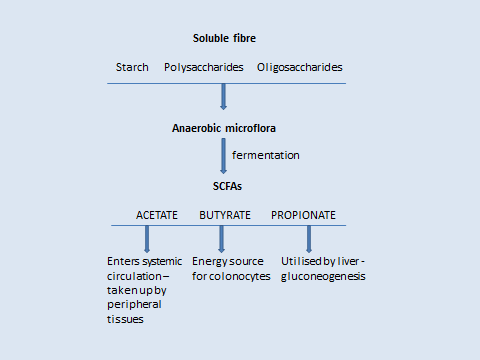 Soluble fibre
Starch Polysaccharides Oligosaccharides
Anaerobic microflora
fermentation
SCFAs
ACETATE BUTYRATE PROPIONATE
Enters systemic
circulation –
taken up by
peripheral
tissues
Energy source
for colonocytes
Utilised by liver -
gluconeogenesis